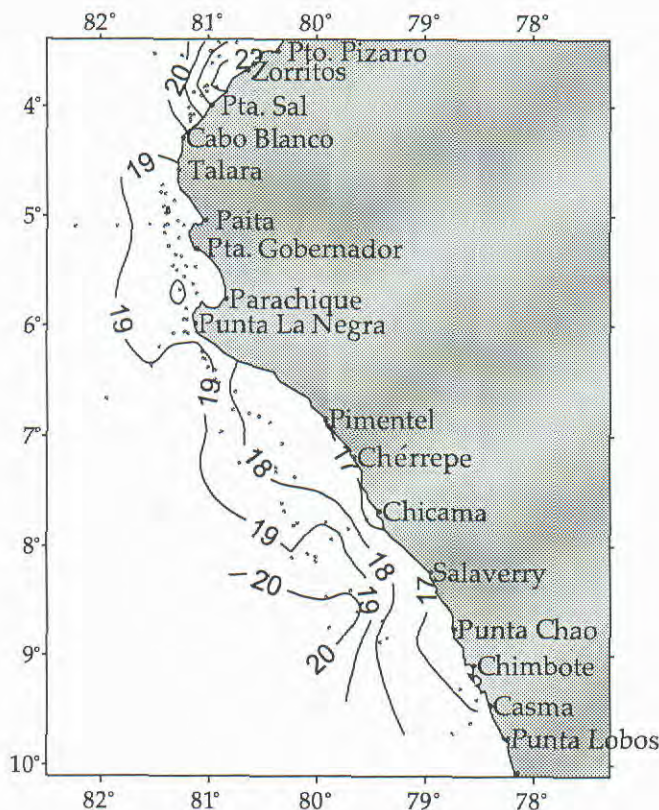 82° 81° 80° 79° 78°
Pto. Pizarro
23
Zorritos
20
4°
Pta. Sal
Cabo Blanco
19
Talara
5°
Paita
Pta. Gobernador
Parachique
19
6°
Punta La Negra
19
Pimentel
7°
17
Chérrepe
18
Chicama
19
8°
18
Salaverry
20
17
19
Punta Chao
20
9°
Chimbote
Casma
Punta Lobos
10°
82° 81° 80° 79° 78°